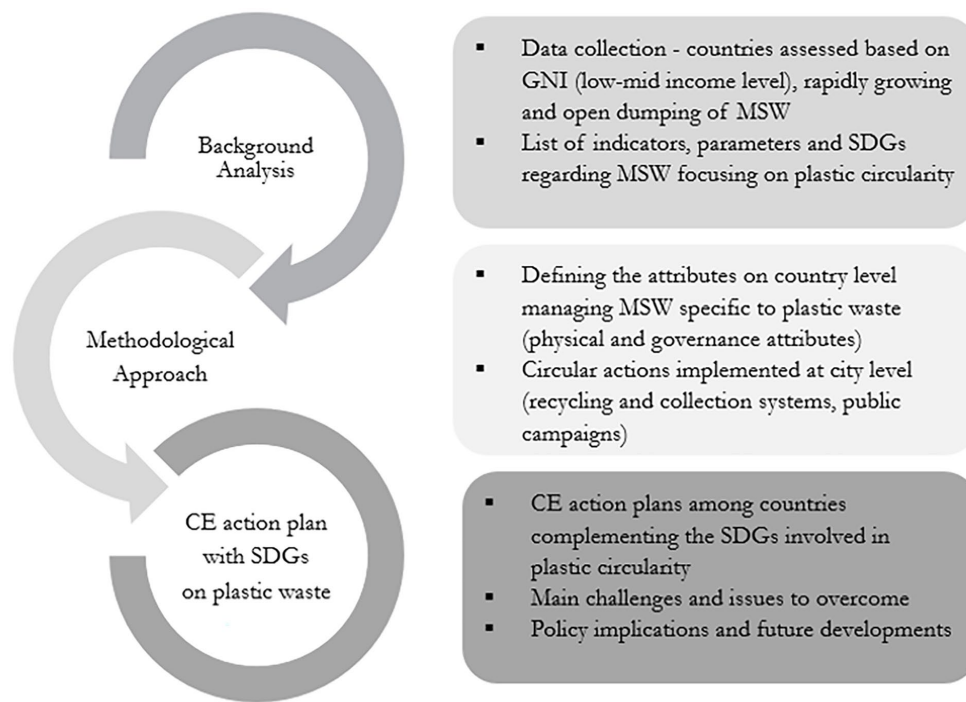 Background
Analysis
▪ Data collection - countries assessed based on
GNI (low-mid income level), rapidly growing
and open dumping of MSW
▪ List of indicators, parameters and SDGs
regarding MSW focusing on plastic circularity
Methodological
Approach
▪ Defining the attributes on country level
managing MSW specific to plastic waste
(physical and governance attributes)
▪ Circular actions implemented at city level
(recycling and collection systems, public
campaigns)
CE action plan
with SDGs
on plastic waste
▪ CE action plans among countries
complementing the SDGs involved in
plastic circularity
▪ Main challenges and issues to overcome
▪ Policy implications and future developments